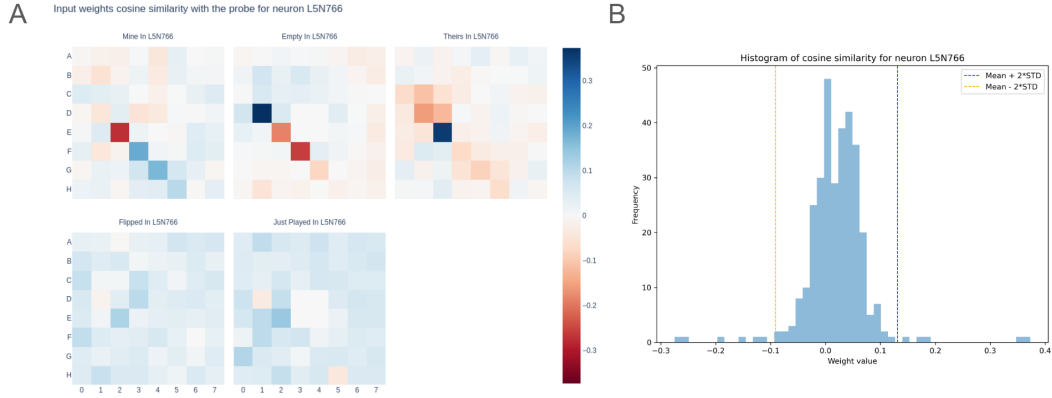 A
Input weights cosine similarity with the probe for neuron L5N766
Mine In L5N766
Empty In L5N766
Theirs In L5N766
A
B
C
D
E
F
G
H
0.3
0.2
0.1
0
−0.1
−0.2
−0.3
Flipped In L5N766
Just Played In L5N766
A
B
C
D
E
F
G
H
0 1 2 3 4 5 6 7
0 1 2 3 4 5 6 7
B
Histogram of cosine similarity for neuron L5N766
Mean + 2*STD
Mean - 2*STD
Frequency
50
40
30
20
10
0
−0.3 −0.2 −0.1 0.0 0.1 0.2 0.3 0.4
Weight value